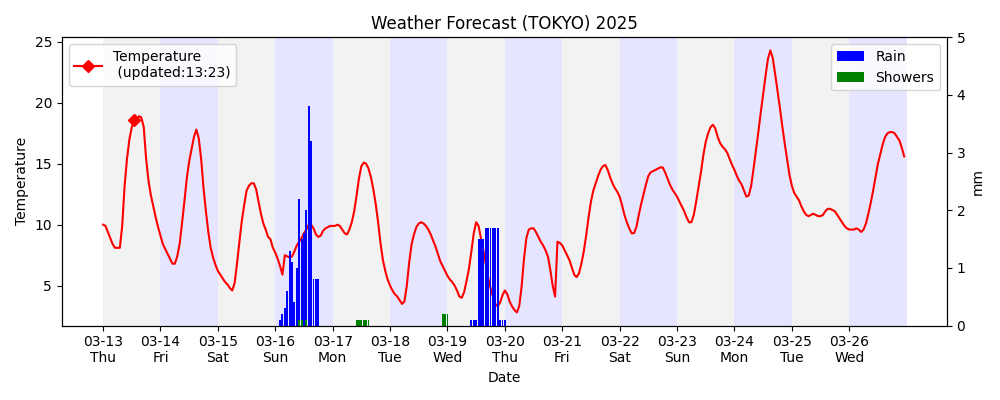 Weather Forecast (TOKYO) 2025
Temperature
(updated:13:23)
Rain
Showers
25
20
15
10
5
Temperature
5
4
3
2
1
0
mm
03-13 03-14 03-15 03-16 03-17 03-18 03-19 03-20 03-21 03-22 03-23 03-24 03-25 03-26
Thu Fri Sat Sun Mon Tue Wed Thu Fri Sat Sun Mon Tue Wed
Date